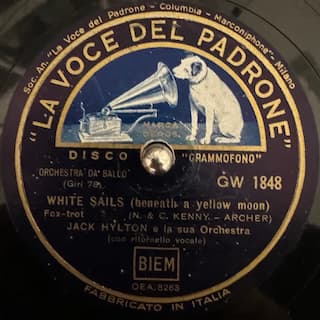 Soc. An. "La Voce del Padrone - Columbia - Marconiphone" - Milano
"LA VOCE DEL PADRONE"
MARCA
DEPOS.
DISCO "GRAMMOFONO"
ORCHESTRA DA BALLO
(Giri 78) GW 1848
WHITE SAILS (beneath a yellow moon)
Fox-trot (N. & C. KENNY - ARCHER)
JACK HYLTON e la sua Orchestra
(con ritornello vocale)
BIEM
OEA.8263
FABBRICATO IN ITALIA